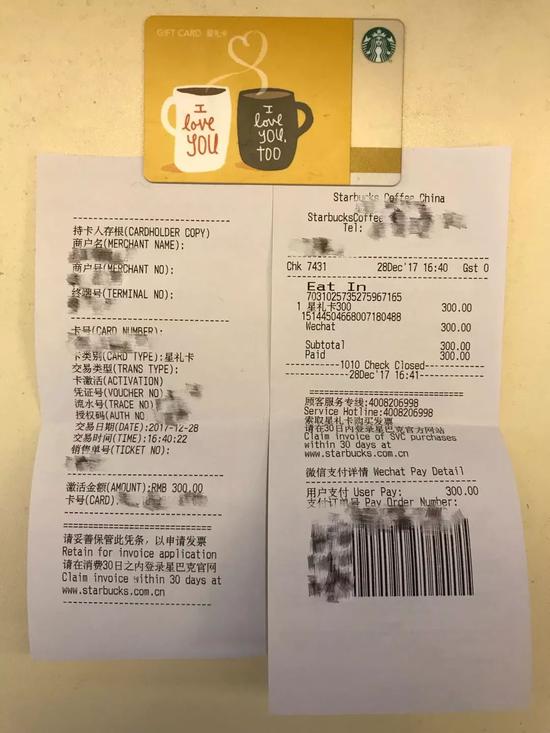 GIFT CARD 星礼卡
I
love
YOU
I
love
YOU,
TOO
持卡人存根(CARDHOLDER COPY)
商户名(MERCHANT NAME):
商户号(MERCHANT NO):
终端号(TERMINAL NO):
卡号(CARD NUMBER):
卡类别(CARD TYPE):星礼卡
交易类型(TRANS TYPE):
卡激活(ACTIVATION)
凭证号(VOUCHER NO)
流水号(TRACE NO)
授权码(AUTH NO
交易日期(DATE):2017-12-28
交易时间(TIME):16:40:22
销售单号(TICKET NO):
激活金额(AMOUNT):RMB 300.00
卡号(CARD).
请妥善保管此凭条，以申请发票
Retain for invoice application
请在消费30日之内登录星巴克官网
Claim invoice within 30 days at
www.starbucks.com.cn
Starbucks Coffee China
StarbucksCoffee
Tel:
Chk 7431 28Dec'17 16:40 Gst 0
Eat In
7031025735275967165
1 星礼卡300 300.00
15144504668007180488
Wechat 300.00
Subtotal 300.00
Paid 300.00
1010 Check Closed
28Dec'17 16:41
顾客服务专线:4008206998
Service Hotline:4008206998
索取星礼卡购买发票
请在30日内登录星巴克官方网站
Claim invoice of SVC purchases
within 30 days at
www.starbucks.com.cn
微信支付详情 Wechat Pay Detail
用户支付 User Pay: 300.00
支付订单号 Pay Order Number: